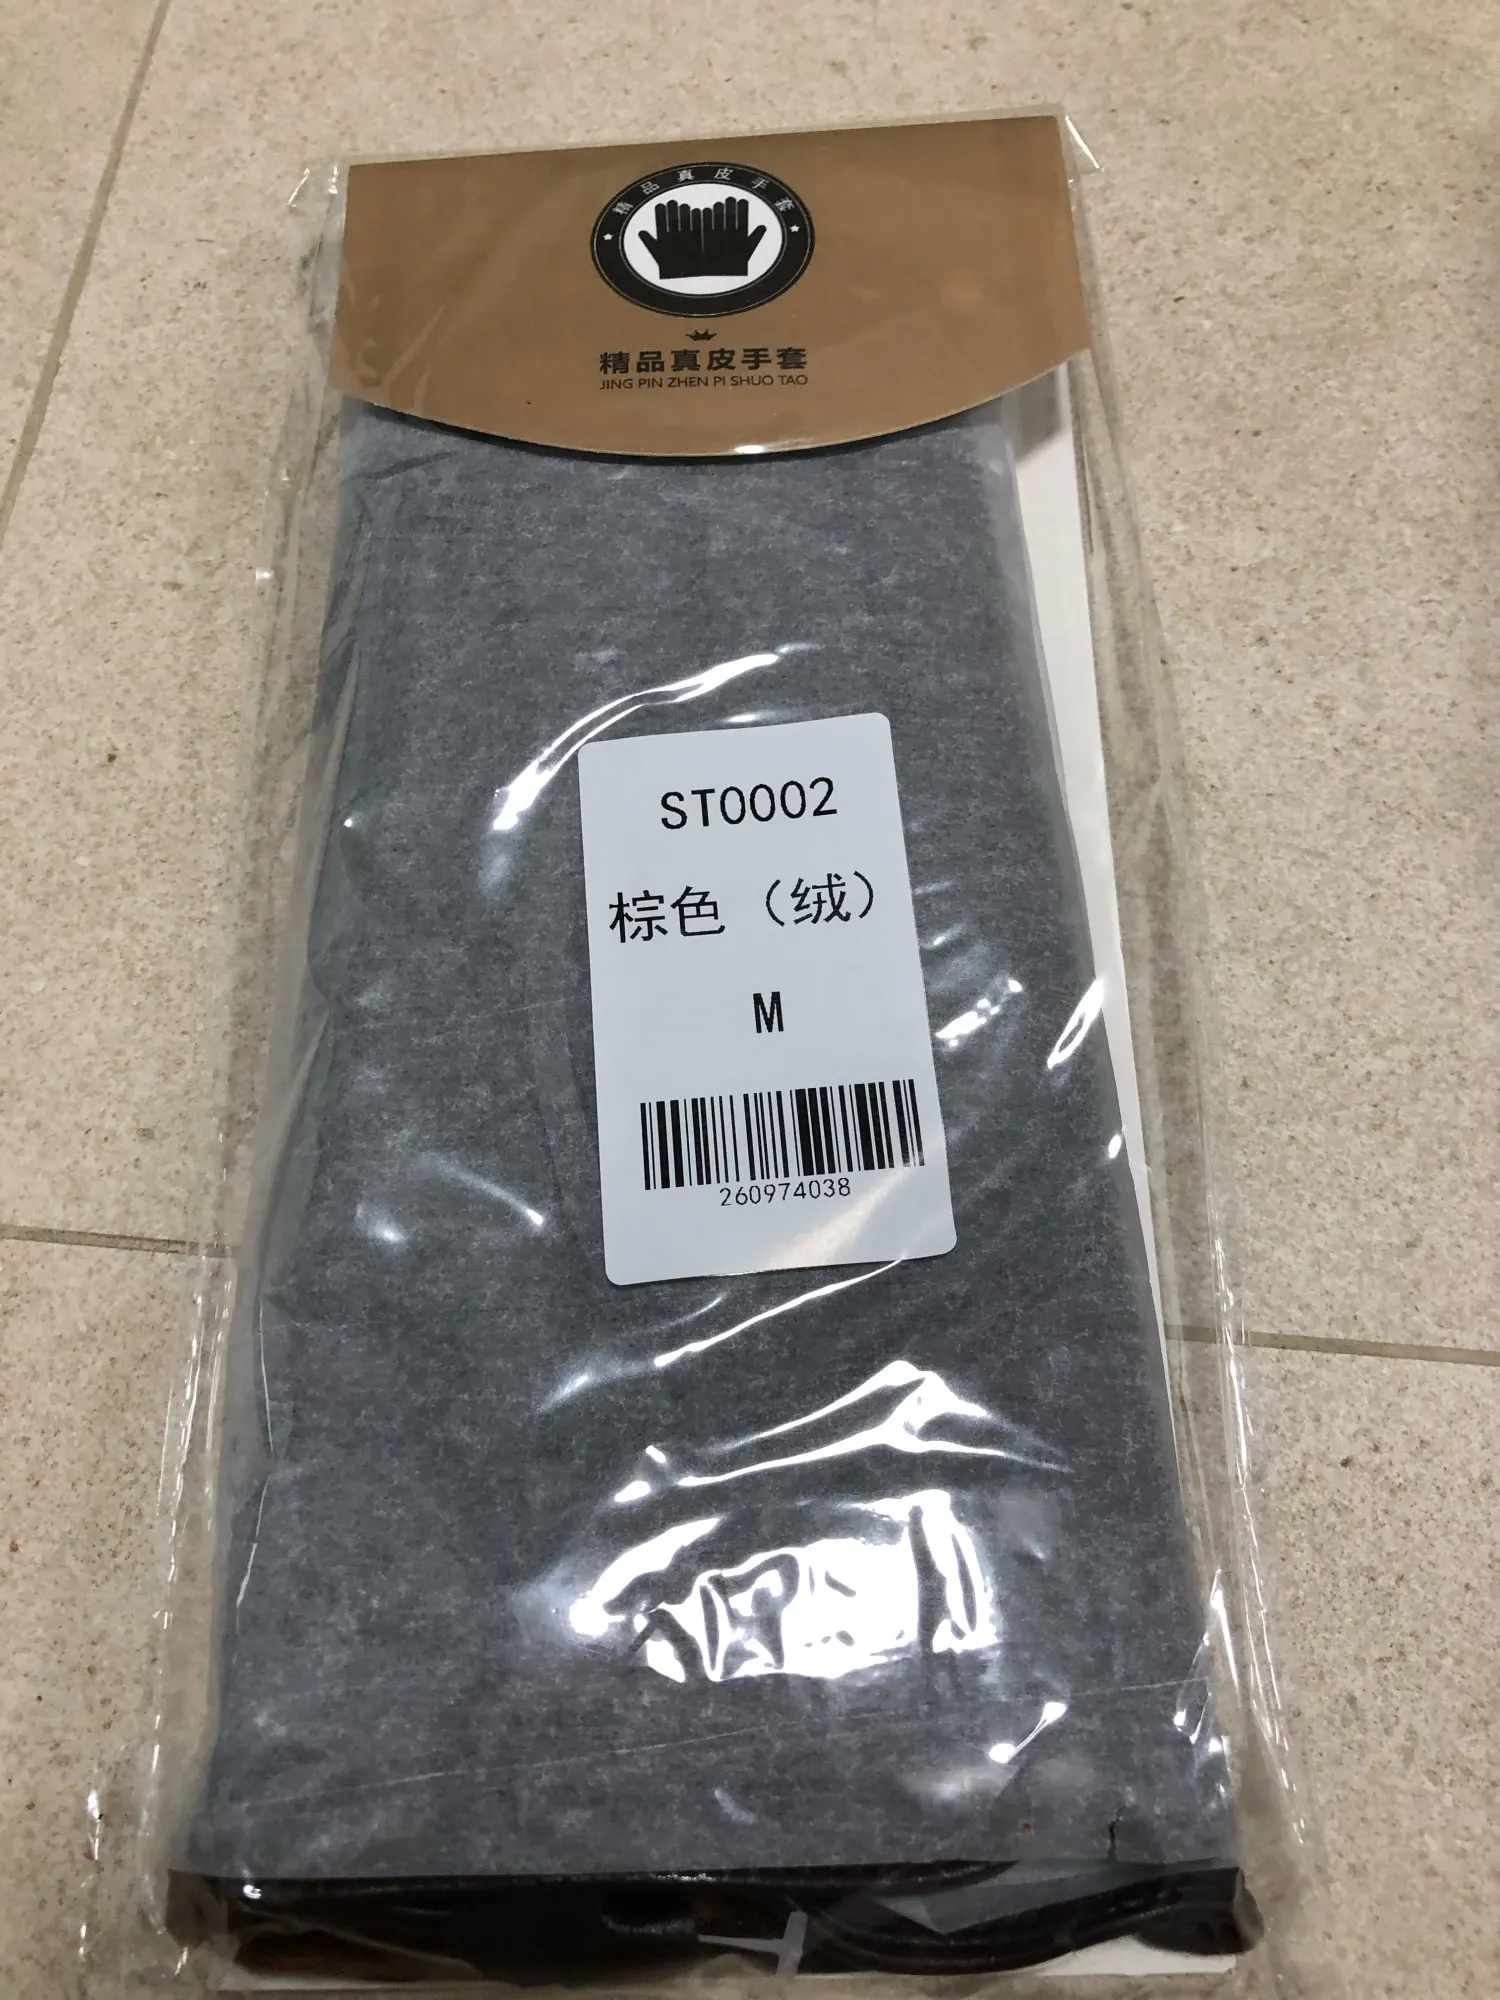 精品真皮手套
精品真皮手套
JING PIN ZHEN PI SHUO TAO
ST0002
棕色（绒）
M
260974038